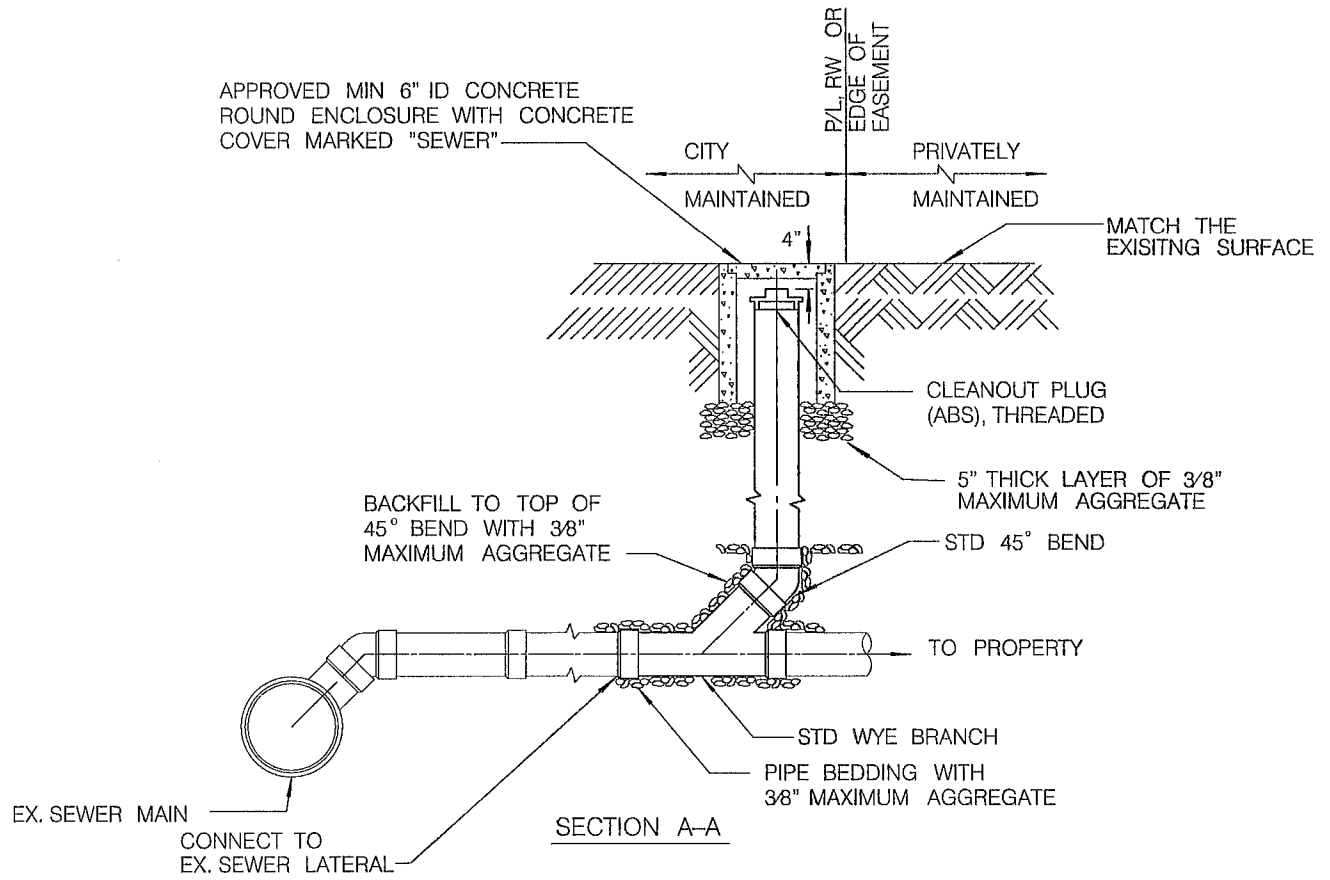 P/L, RW OR
EDGE OF
EASEMENT
APPROVED MIN 6" ID CONCRETE
ROUND ENCLOSURE WITH CONCRETE
COVER MARKED "SEWER"
CITY
MAINTAINED
PRIVATELY
MAINTAINED
4"
MATCH THE
EXISITNG SURFACE
CLEANOUT PLUG
(ABS), THREADED
5" THICK LAYER OF 3/8"
MAXIMUM AGGREGATE
BACKFILL TO TOP OF
45° BEND WITH 3/8"
MAXIMUM AGGREGATE
STD 45° BEND
TO PROPERTY
STD WYE BRANCH
PIPE BEDDING WITH
3/8" MAXIMUM AGGREGATE
EX. SEWER MAIN
CONNECT TO
EX. SEWER LATERAL
SECTION A-A